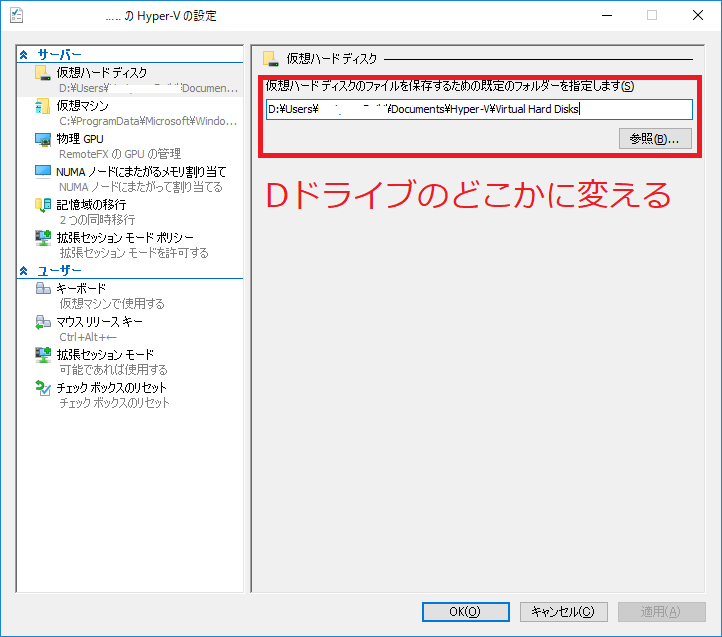 ..... の Hyper-V の設定
サーバー
仮想ハード ディスク
D:¥Users¥ ¥Documen...
仮想マシン
C:¥ProgramData¥Microsoft¥Windo...
物理 GPU
RemoteFX の GPU の管理
NUMA ノードにまたがるメモリ割り当て
NUMA ノードにまたがって割り当てる
記憶域の移行
2 つの同時移行
拡張セッション モード ポリシー
拡張セッション モードを許可する
ユーザー
キーボード
仮想マシンで使用する
マウス リリース キー
Ctrl+Alt+←
拡張セッション モード
可能であれば使用する
チェック ボックスのリセット
チェック ボックスのリセット
仮想ハード ディスク
仮想ハード ディスクのファイルを保存するための既定のフォルダーを指定します(S)
D:¥Users¥ ¥Documents¥Hyper-V¥Virtual Hard Disks
参照(B)...
Dドライブのどこかに変える
OK(O)
キャンセル(C)
適用(A)